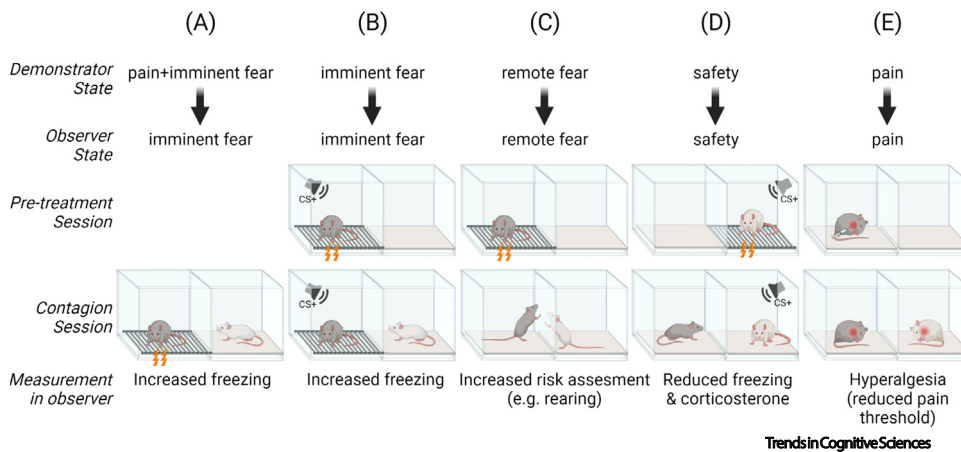 (A) (B) (C) (D) (E)
Demonstrator State pain+imminent fear imminent fear remote fear safety pain
Observer State imminent fear imminent fear remote fear safety pain
Pre-treatment Session
CS+ CS+
Contagion Session
CS+ CS+
Measurement in observer
Increased freezing
Increased freezing
Increased risk assesment
(e.g. rearing)
Reduced freezing
& corticosterone
Hyperalgesia
(reduced pain
threshold)
Trends in Cognitive Sciences